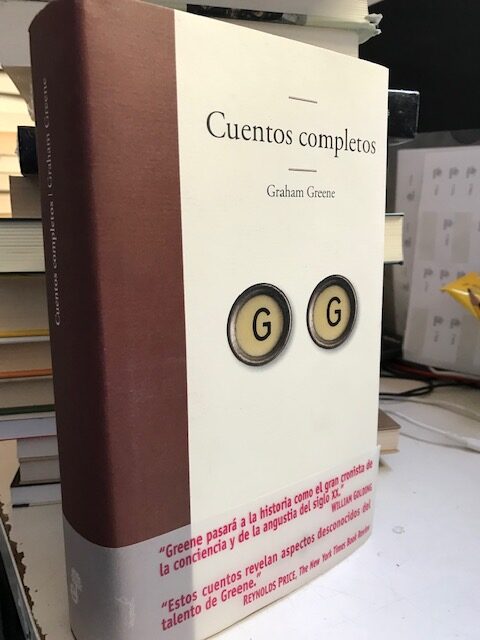 Cuentos completos
Graham Greene
G G
"Greene pasará a la historia como el gran cronista de
la conciencia y de la angustia del siglo XX."
WILLIAM GOLDING
"Estos cuentos revelan aspectos desconocidos del
talento de Greene."
REYNOLDS PRICE, The New York Times Book Review
Cuentos completos | Graham Greene